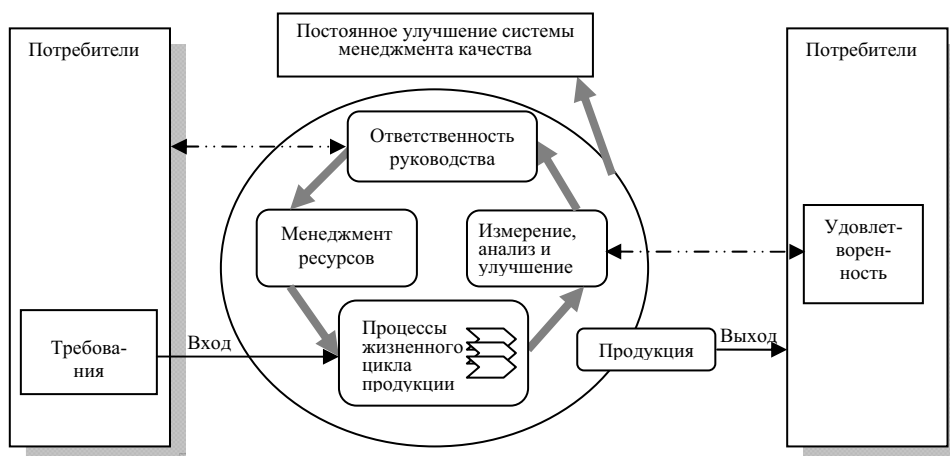 Постоянное улучшение системы
менеджмента качества
Потребители
Потребители
Ответственность
руководства
Менеджмент
ресурсов
Измерение,
анализ и
улучшение
Удовлет-
ворен-
ность
Требова-
ния
Вход
Процессы
жизненного
цикла
продукции
Продукция
Выход